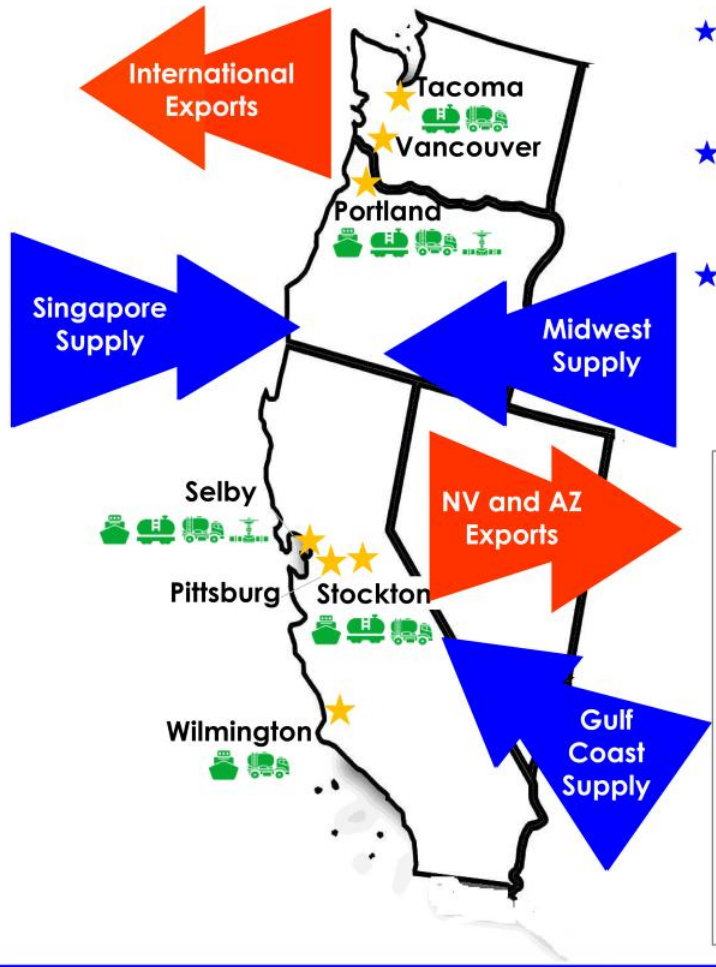 International
Exports
Tacoma
Vancouver
Portland
Singapore
Supply
Midwest
Supply
Selby
NV and AZ
Exports
Pittsburg
Stockton
Wilmington
Gulf
Coast
Supply